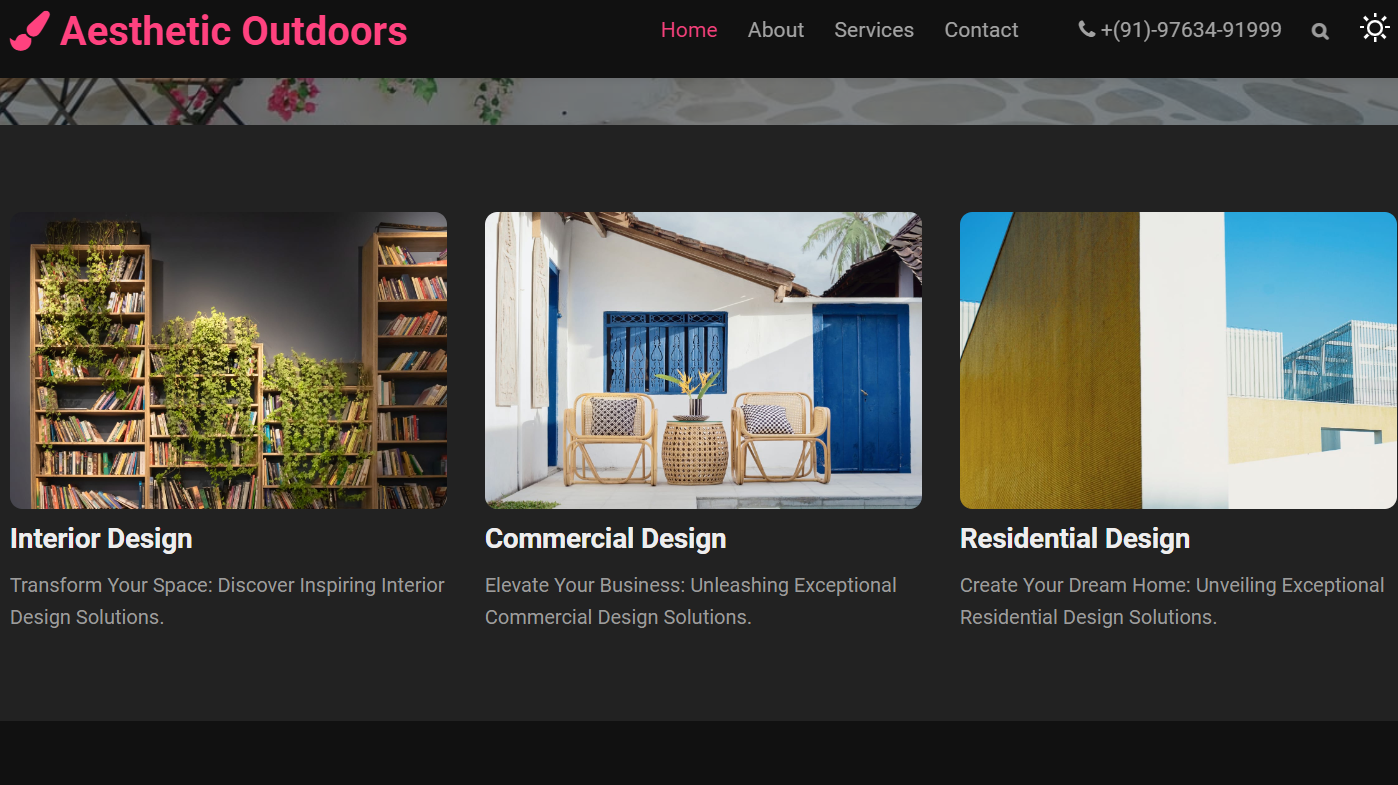 Aesthetic Outdoors
Home About Services Contact +(91)-97634-91999
Interior Design
Transform Your Space: Discover Inspiring Interior
Design Solutions.
Commercial Design
Elevate Your Business: Unleashing Exceptional
Commercial Design Solutions.
Residential Design
Create Your Dream Home: Unveiling Exceptional
Residential Design Solutions.